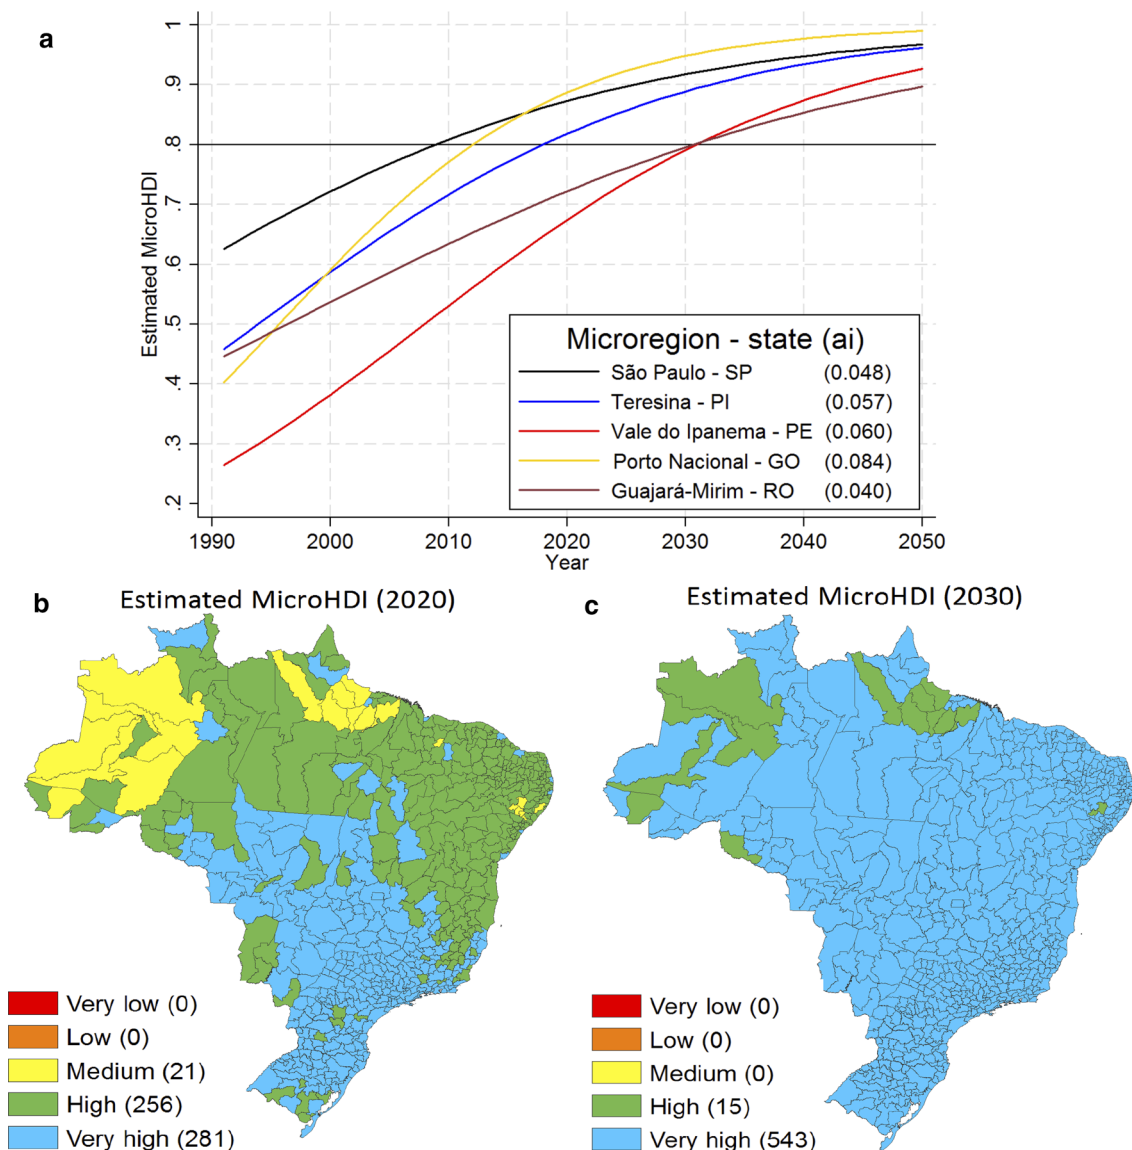 a
Estimated MicroHDI
1
.9
.8
.7
.6
.5
.4
.3
.2
Microregion - state (ai)
São Paulo - SP (0.048)
Teresina - PI (0.057)
Vale do Ipanema - PE (0.060)
Porto Nacional - GO (0.084)
Guajará-Mirim - RO (0.040)
1990 2000 2010 2020 2030 2040 2050
Year
b
Estimated MicroHDI (2020)
Very low (0)
Low (0)
Medium (21)
High (256)
Very high (281)
c
Estimated MicroHDI (2030)
Very low (0)
Low (0)
Medium (0)
High (15)
Very high (543)